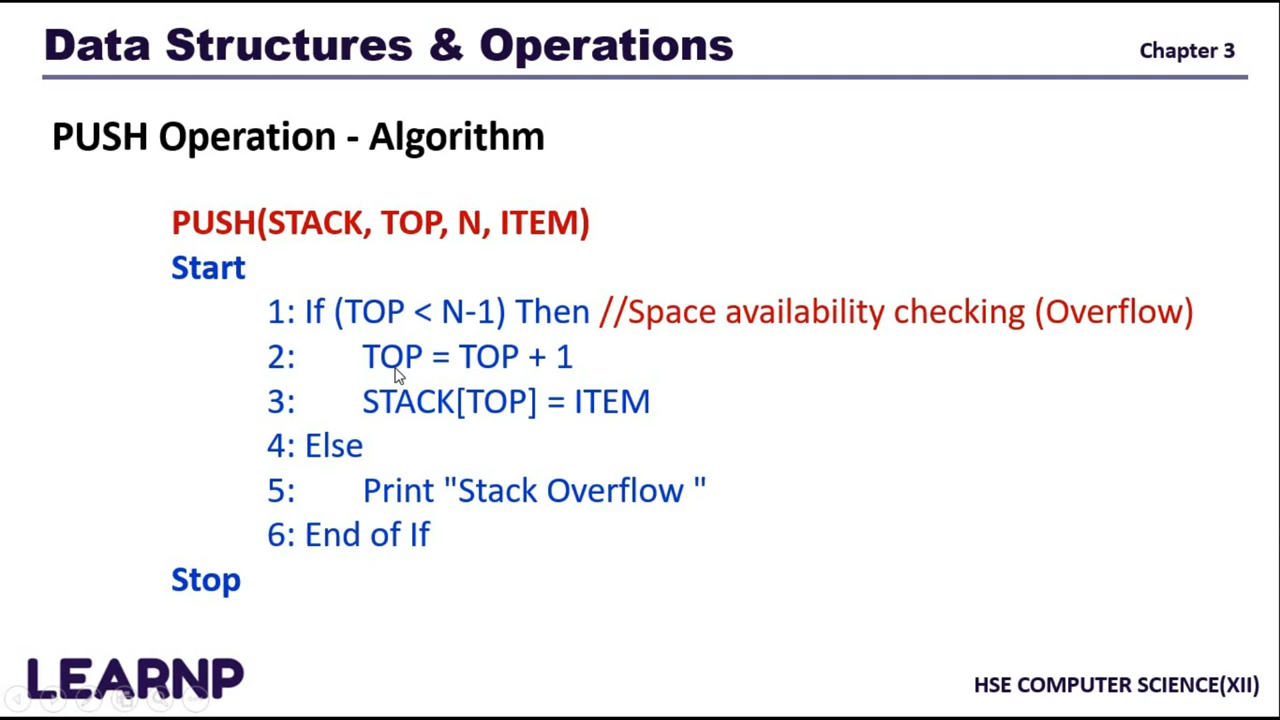 Data Structures & Operations
Chapter 3
PUSH Operation - Algorithm
PUSH(STACK, TOP, N, ITEM)
Start
1: If (TOP < N-1) Then //Space availability checking (Overflow)
2: TOP = TOP + 1
3: STACK[TOP] = ITEM
4: Else
5: Print "Stack Overflow "
6: End of If
Stop
LEARNP
HSE COMPUTER SCIENCE(XII)